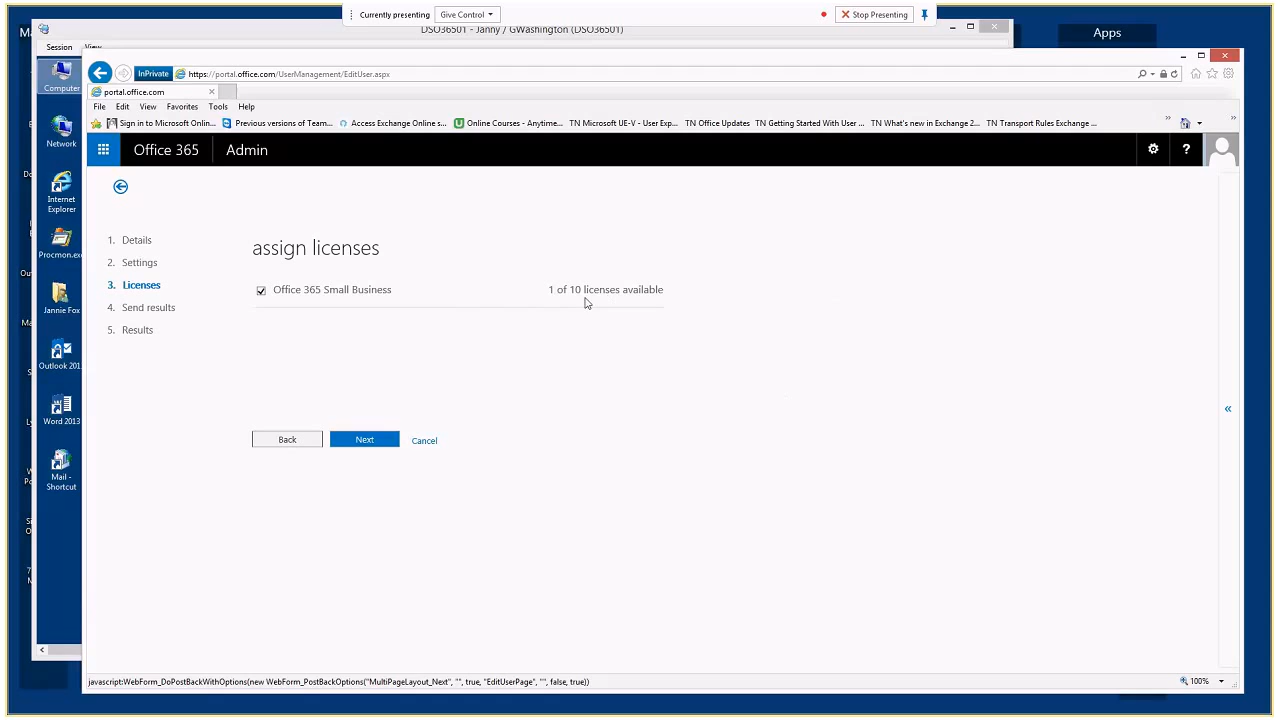 Currently presenting
Give Control
Stop Presenting
DSO36501 - Janny / GWashington (DSO36501)
Apps
Session
View
InPrivate
https://portal.office.com/UserManagement/EditUser.aspx
portal.office.com
File
Edit
View
Favorites
Tools
Help
Sign in to Microsoft Onlin...
Previous versions of Team...
Access Exchange Online s...
Online Courses - Anytime...
TN Microsoft UE-V - User Exp...
TN Office Updates
TN Getting Started With User ...
TN What's new in Exchange 2...
TN Transport Rules Exchange ...
Office 365
Admin
?
Computer
Network
Internet
Explorer
Procmon.exe
Jannie Fox
Outlook 201
Word 2013
Mail -
Shortcut
1. Details
2. Settings
3. Licenses
4. Send results
5. Results
assign licenses
Office 365 Small Business
1 of 10 licenses available
Back
Next
Cancel
javascript:WebForm_DoPostBackWithOptions(new WebForm_PostBackOptions("MultiPageLayout_Next", "", true, "EditUserPage", "", false, true))
100%